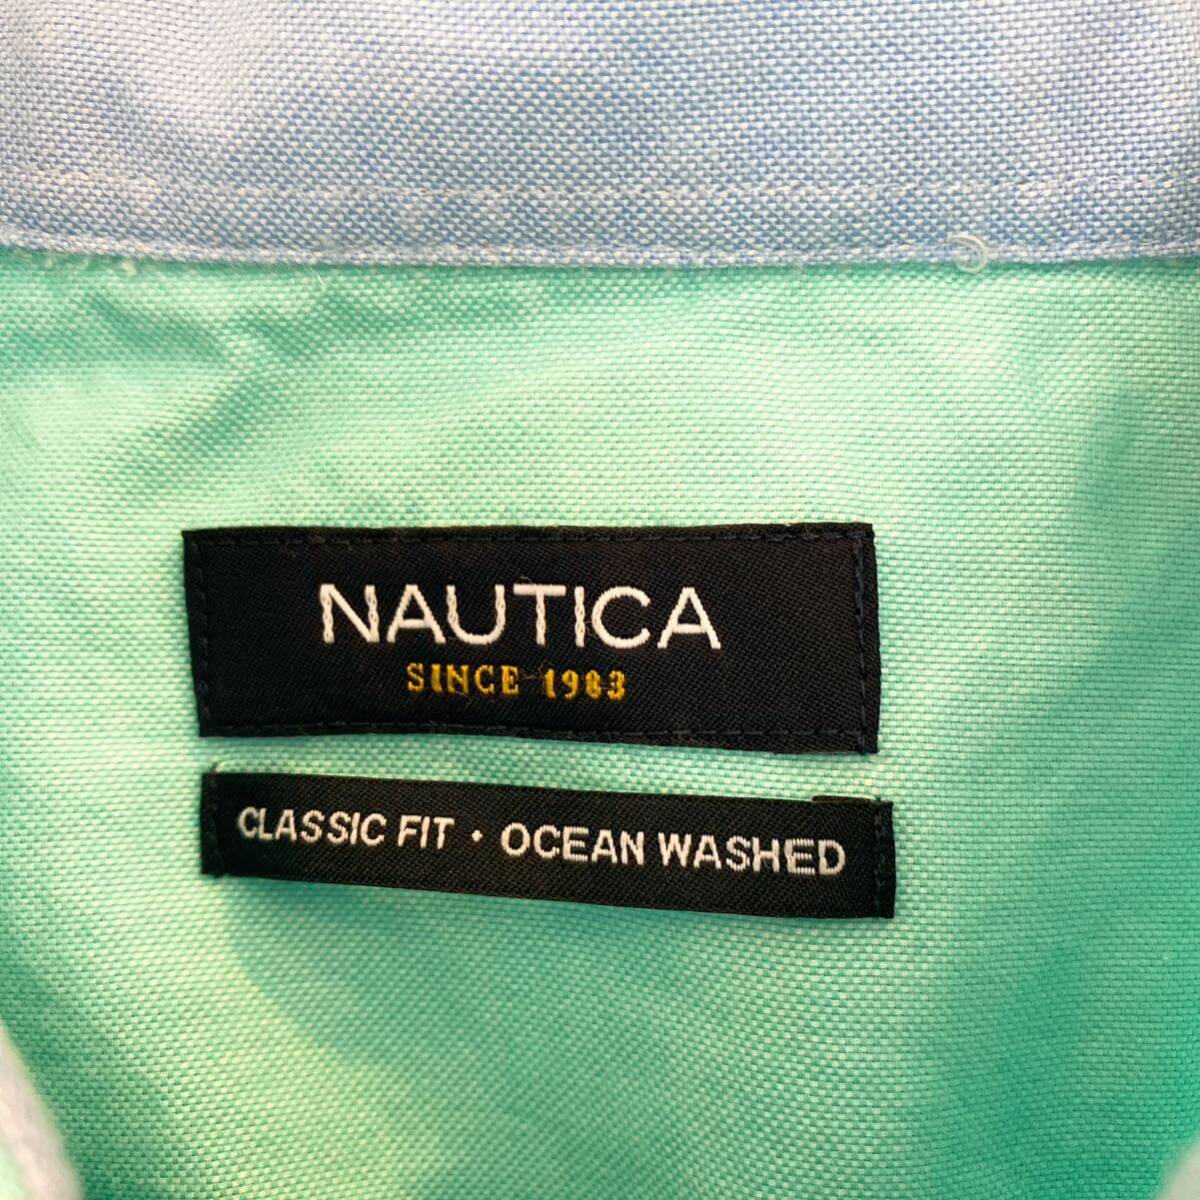 NAUTICA
SINCE 1983
CLASSIC FIT • OCEAN WASHED